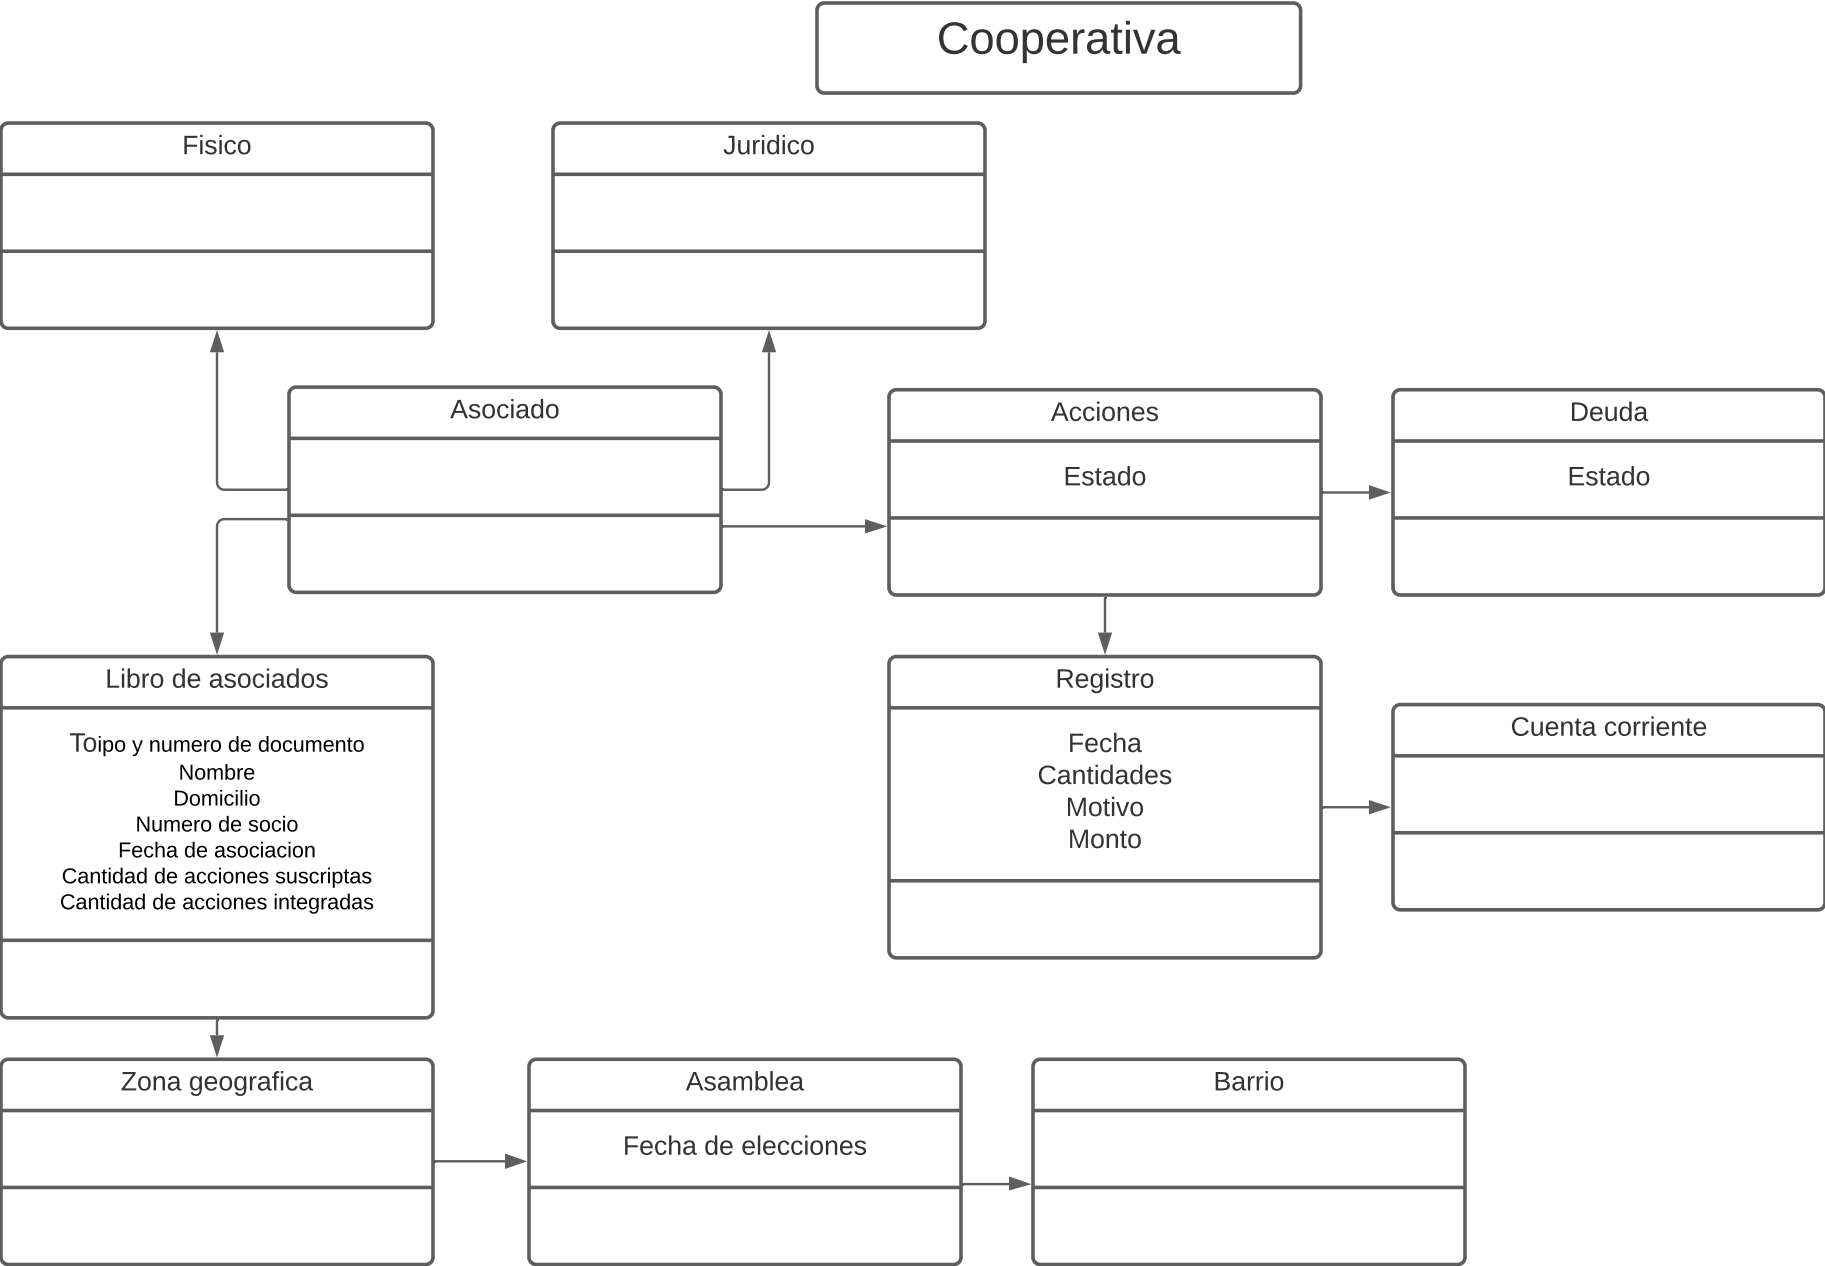 Cooperativa
Fisico
Juridico
Asociado
Acciones
Estado
Deuda
Estado
Libro de asociados
Toipo y numero de documento
Nombre
Domicilio
Numero de socio
Fecha de asociacion
Cantidad de acciones suscriptas
Cantidad de acciones integradas
Registro
Fecha
Cantidades
Motivo
Monto
Cuenta corriente
Zona geografica
Asamblea
Fecha de elecciones
Barrio